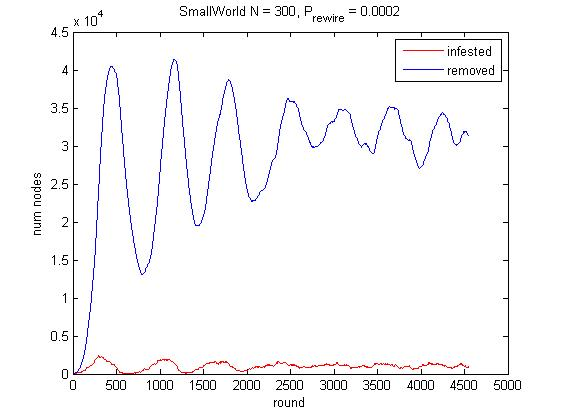 SmallWorld N = 300, P_rewire = 0.0002
x 10^4
infested
removed
4.5
4
3.5
3
2.5
2
1.5
1
0.5
0
num nodes
0 500 1000 1500 2000 2500 3000 3500 4000 4500 5000
round